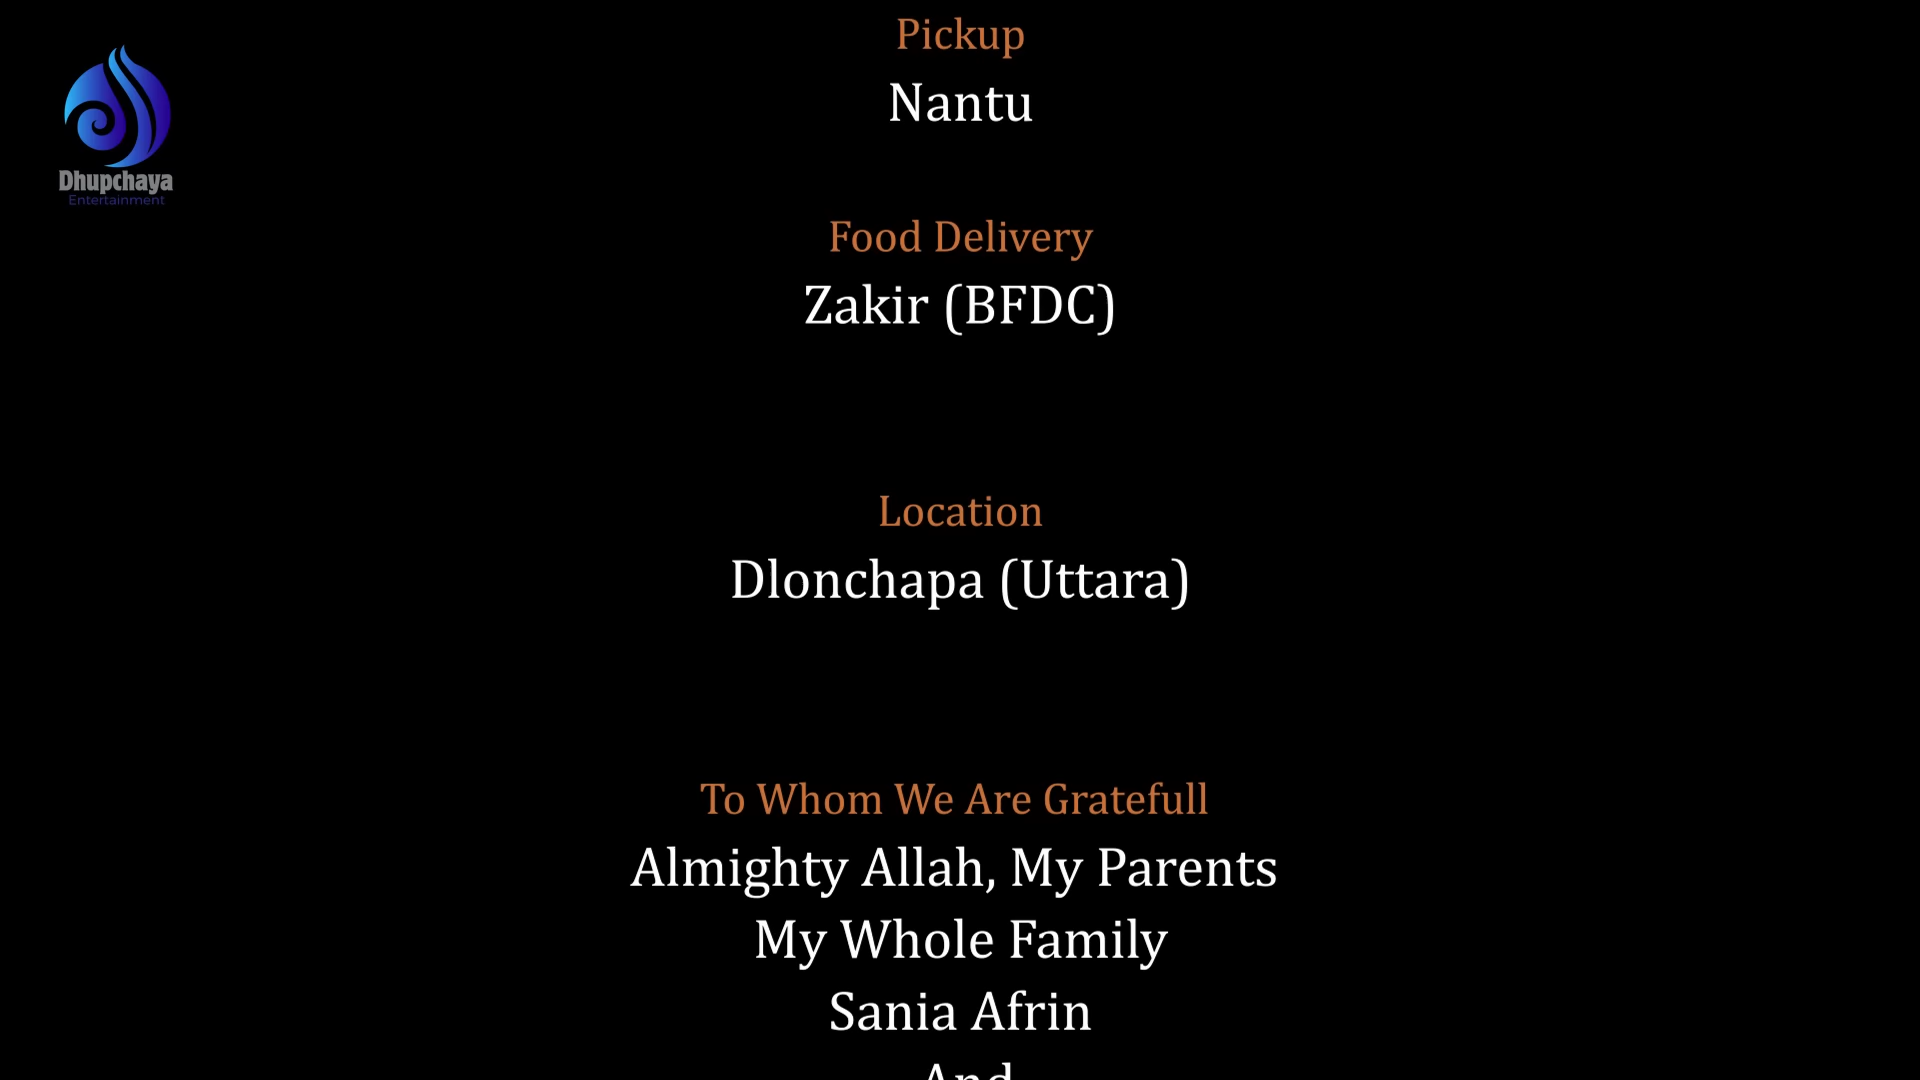 Pickup
Nantu
Dhupchaya
Entertainment
Food Delivery
Zakir (BFDC)
Location
Dlonchapa (Uttara)
To Whom We Are Gratefull
Almighty Allah, My Parents
My Whole Family
Sania Afrin
And